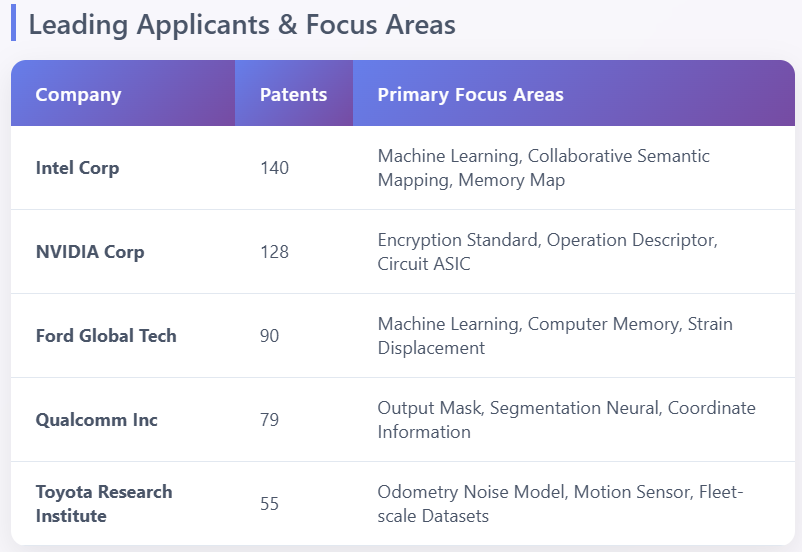 Leading Applicants & Focus Areas
Company Patents Primary Focus Areas
Intel Corp 140 Machine Learning, Collaborative Semantic
Mapping, Memory Map
NVIDIA Corp 128 Encryption Standard, Operation Descriptor,
Circuit ASIC
Ford Global Tech 90 Machine Learning, Computer Memory, Strain
Displacement
Qualcomm Inc 79 Output Mask, Segmentation Neural, Coordinate
Information
Toyota Research
Institute 55 Odometry Noise Model, Motion Sensor, Fleet-
scale Datasets